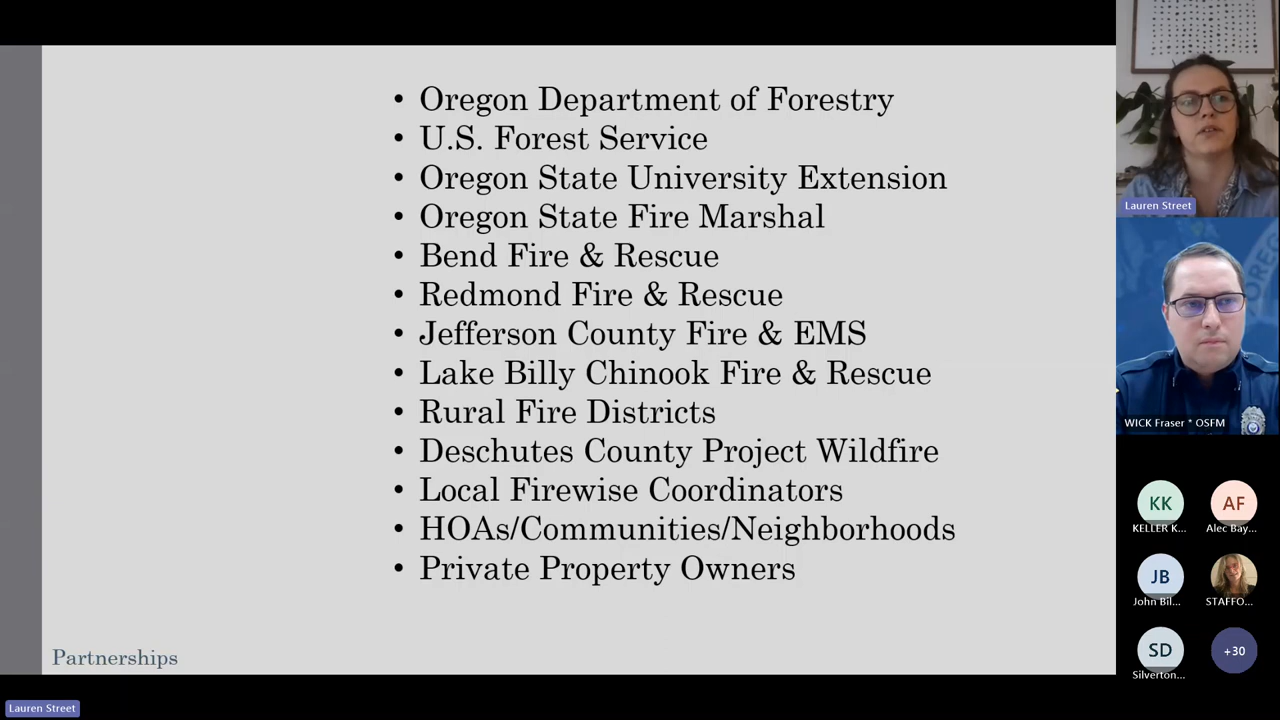 • Oregon Department of Forestry
• U.S. Forest Service
• Oregon State University Extension
• Oregon State Fire Marshal
• Bend Fire & Rescue
• Redmond Fire & Rescue
• Jefferson County Fire & EMS
• Lake Billy Chinook Fire & Rescue
• Rural Fire Districts
• Deschutes County Project Wildfire
• Local Firewise Coordinators
• HOAs/Communities/Neighborhoods
• Private Property Owners
Partnerships
Lauren Street
Lauren Street
WICK Fraser * OSFM
KK
AF
KELLER K...
Alec Bay...
JB
John Bil...
STAFFO...
SD
+30
Silverton...